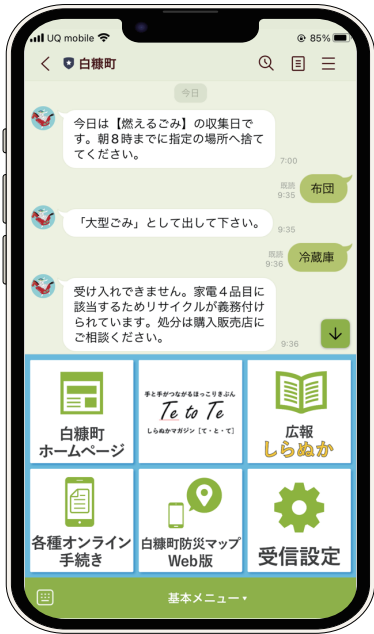 UQ mobile 85%
白糠町
今日
今日は【燃えるごみ】の収集日で
す。朝8時までに指定の場所へ捨て
てください。
7:00
布団
既読
9:35
「大型ごみ」として出して下さい。
9:35
冷蔵庫
既読
9:36
受け入れできません。家電4品目に
該当するためリサイクルが義務付け
られています。処分は購入販売店に
ご相談ください。
9:36
白糠町
ホームページ
手と手がつながるほっこりきぶん
Te to Te
しらぬかマガジン [て・と・て]
広報
しらぬか
各種オンライン
手続き
白糠町防災マップ
Web版
受信設定
基本メニュー▾